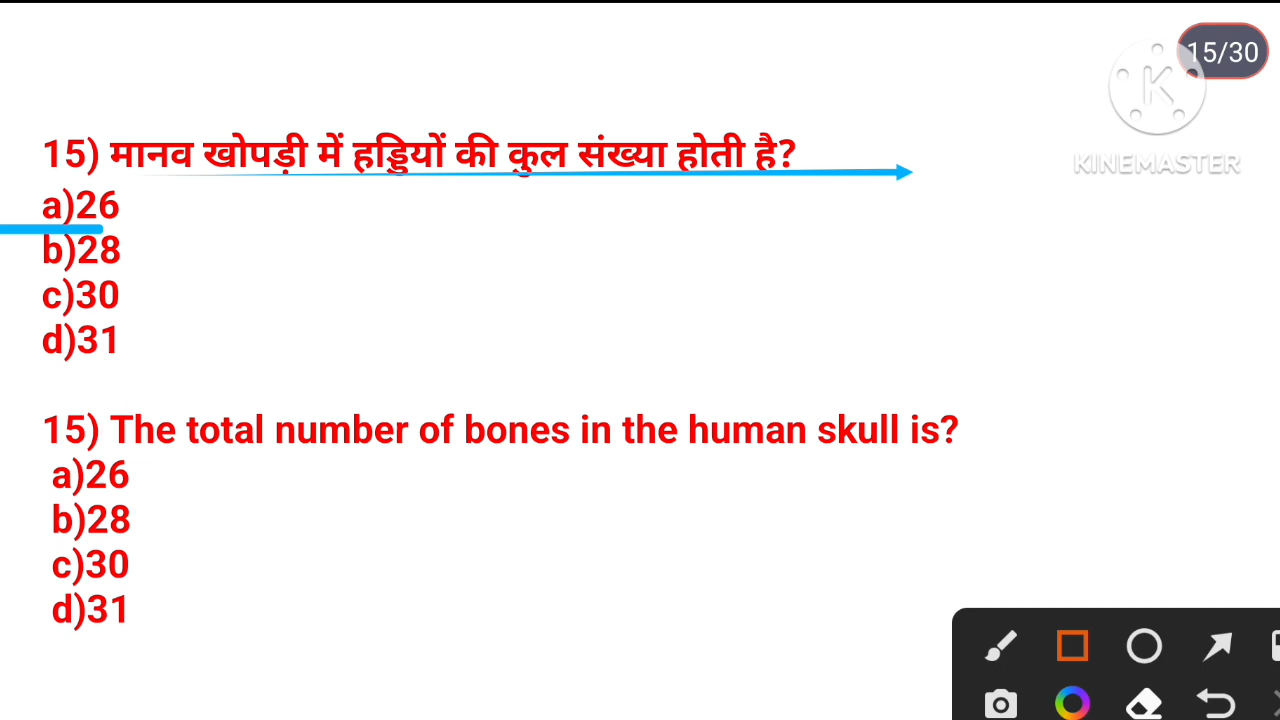 15/30
KINEMASTER
15) मानव खोपड़ी में हड्डियों की कुल संख्या होती है?
a)26
b)28
c)30
d)31
15) The total number of bones in the human skull is?
a)26
b)28
c)30
d)31